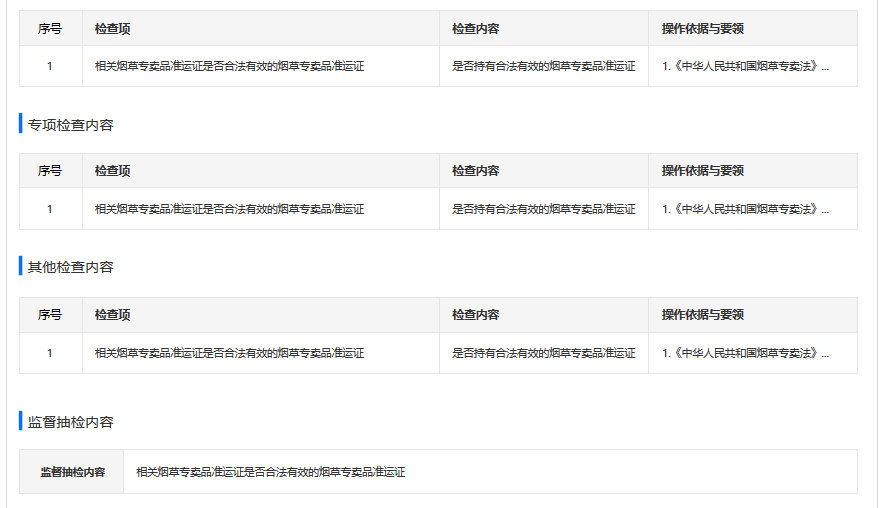 序号 检查项 检查内容 操作依据与要领
1 相关烟草专卖品准运证是否合法有效的烟草专卖品准运证 是否持有合法有效的烟草专卖品准运证 1.《中华人民共和国烟草专卖法》...
专项检查内容
序号 检查项 检查内容 操作依据与要领
1 相关烟草专卖品准运证是否合法有效的烟草专卖品准运证 是否持有合法有效的烟草专卖品准运证 1.《中华人民共和国烟草专卖法》...
其他检查内容
序号 检查项 检查内容 操作依据与要领
1 相关烟草专卖品准运证是否合法有效的烟草专卖品准运证 是否持有合法有效的烟草专卖品准运证 1.《中华人民共和国烟草专卖法》...
监督抽检内容
监督抽检内容 相关烟草专卖品准运证是否合法有效的烟草专卖品准运证